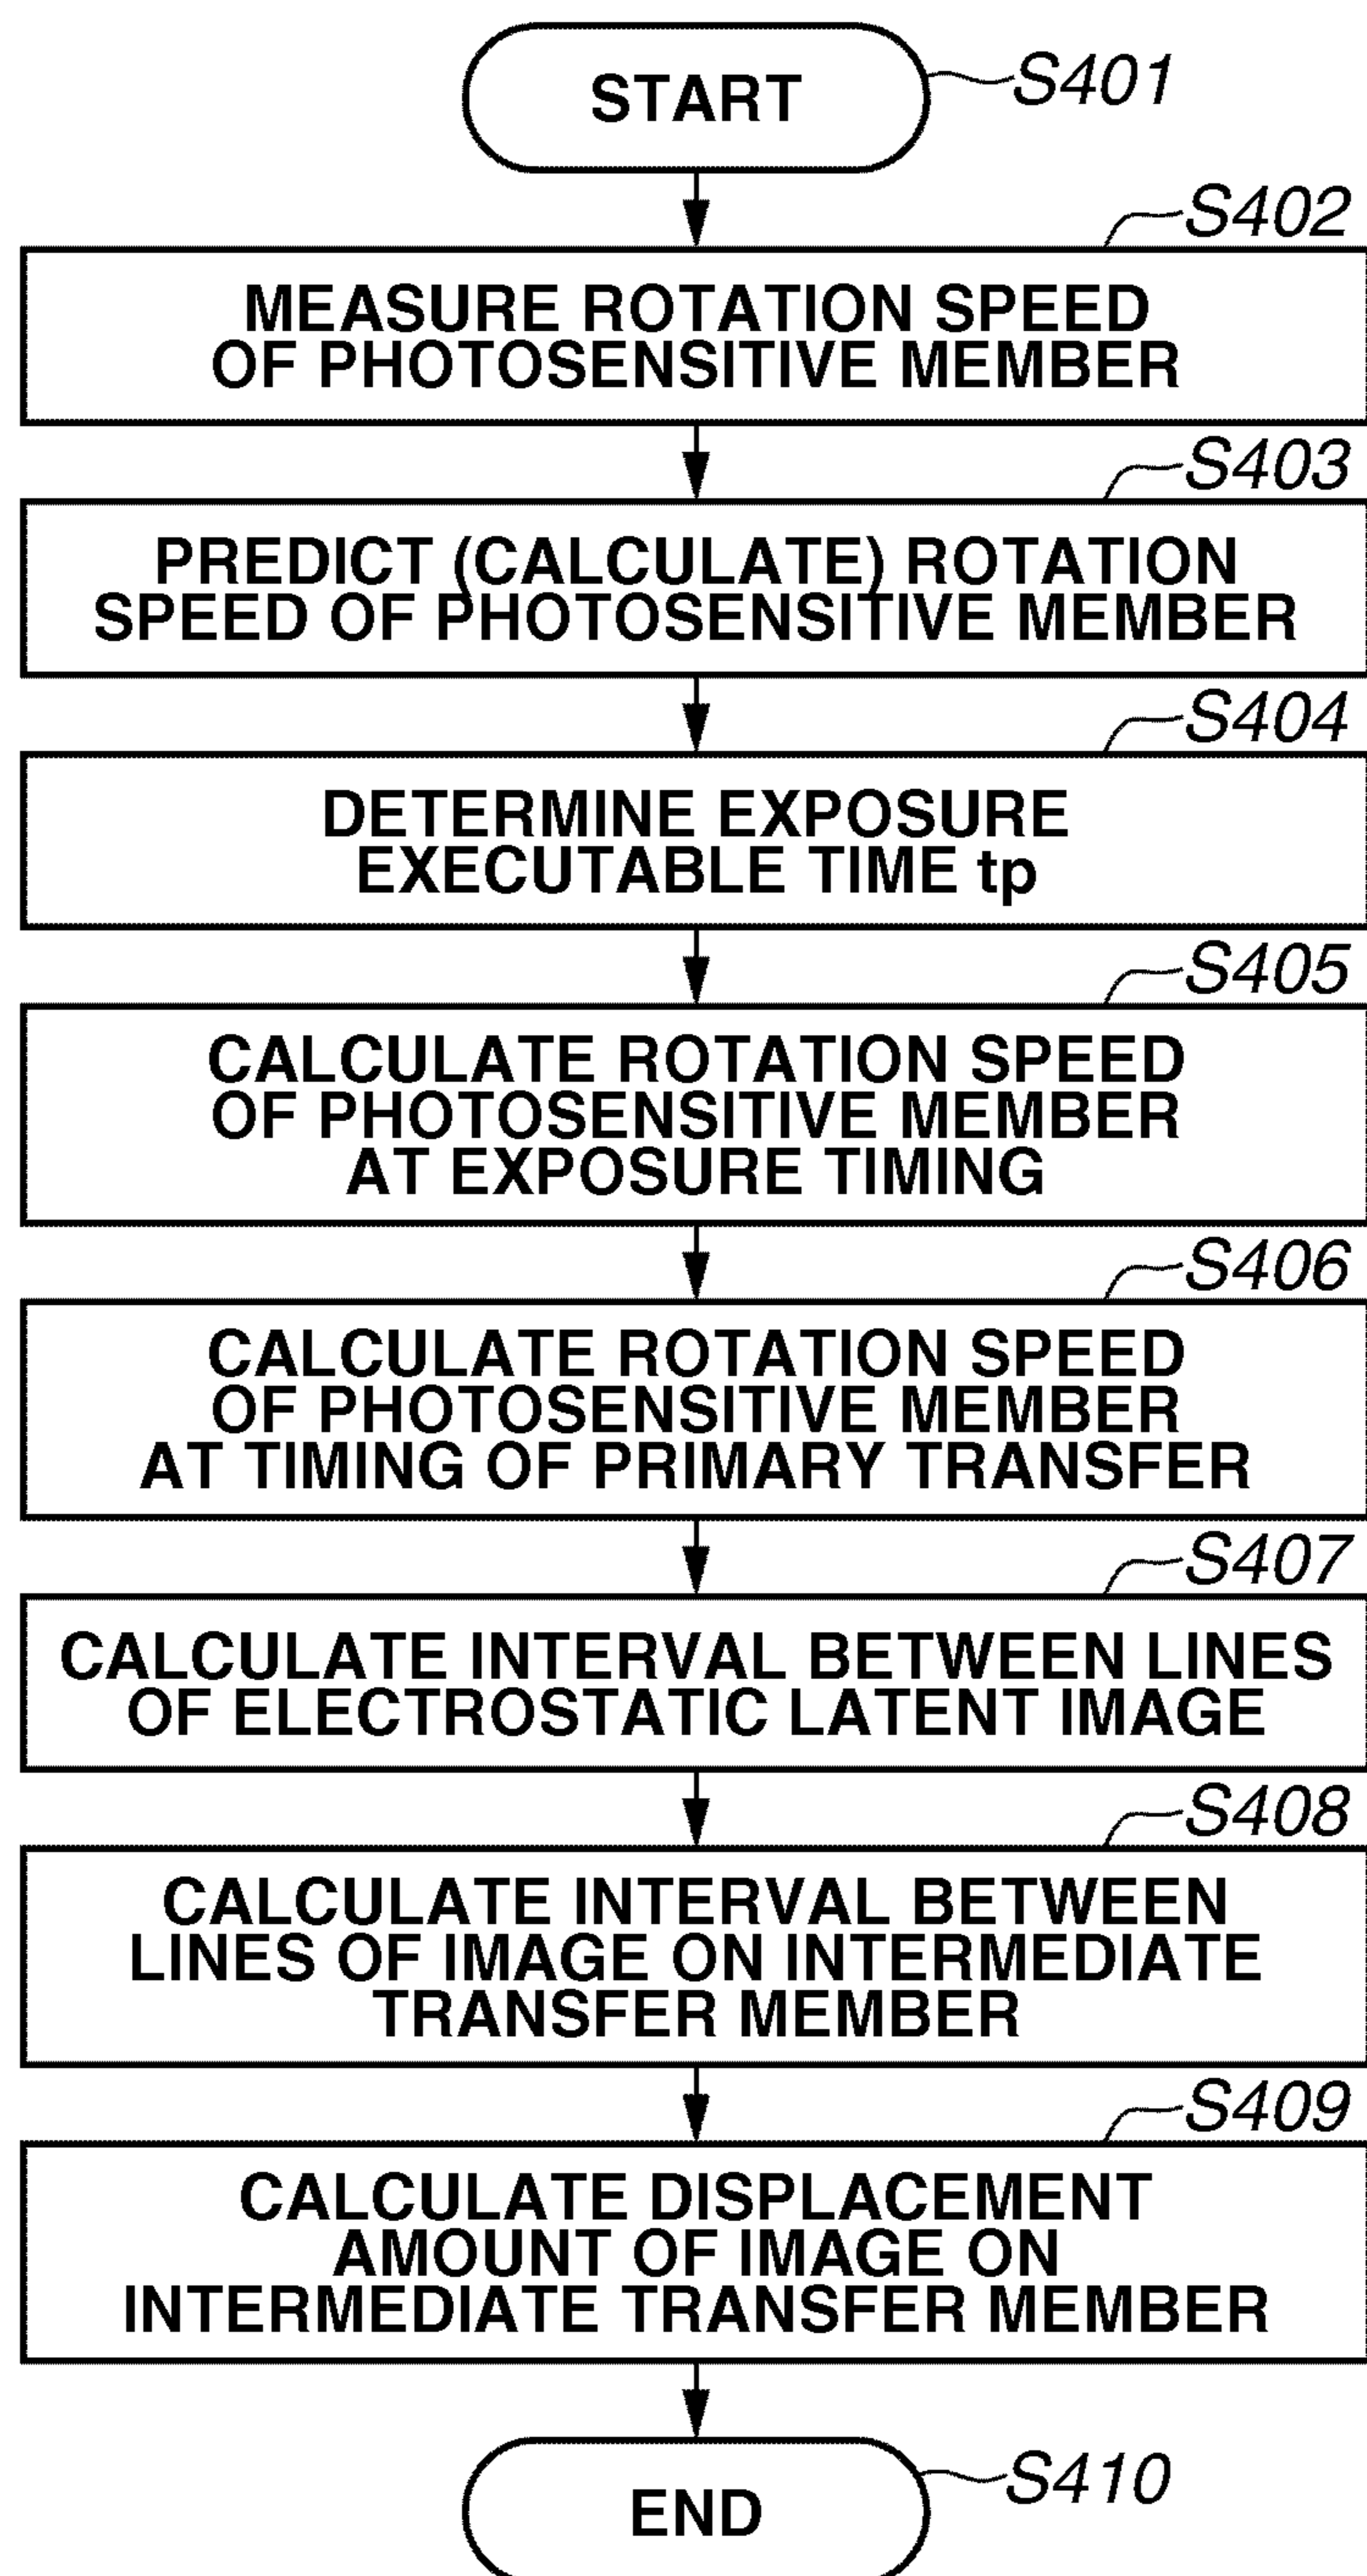 START
S401
S402
MEASURE ROTATION SPEED
OF PHOTOSENSITIVE MEMBER
S403
PREDICT (CALCULATE) ROTATION
SPEED OF PHOTOSENSITIVE MEMBER
S404
DETERMINE EXPOSURE
EXECUTABLE TIME tp
S405
CALCULATE ROTATION SPEED
OF PHOTOSENSITIVE MEMBER
AT EXPOSURE TIMING
S406
CALCULATE ROTATION SPEED
OF PHOTOSENSITIVE MEMBER
AT TIMING OF PRIMARY TRANSFER
S407
CALCULATE INTERVAL BETWEEN LINES
OF ELECTROSTATIC LATENT IMAGE
S408
CALCULATE INTERVAL BETWEEN
LINES OF IMAGE ON INTERMEDIATE
TRANSFER MEMBER
S409
CALCULATE DISPLACEMENT
AMOUNT OF IMAGE ON
INTERMEDIATE TRANSFER MEMBER
END
S410